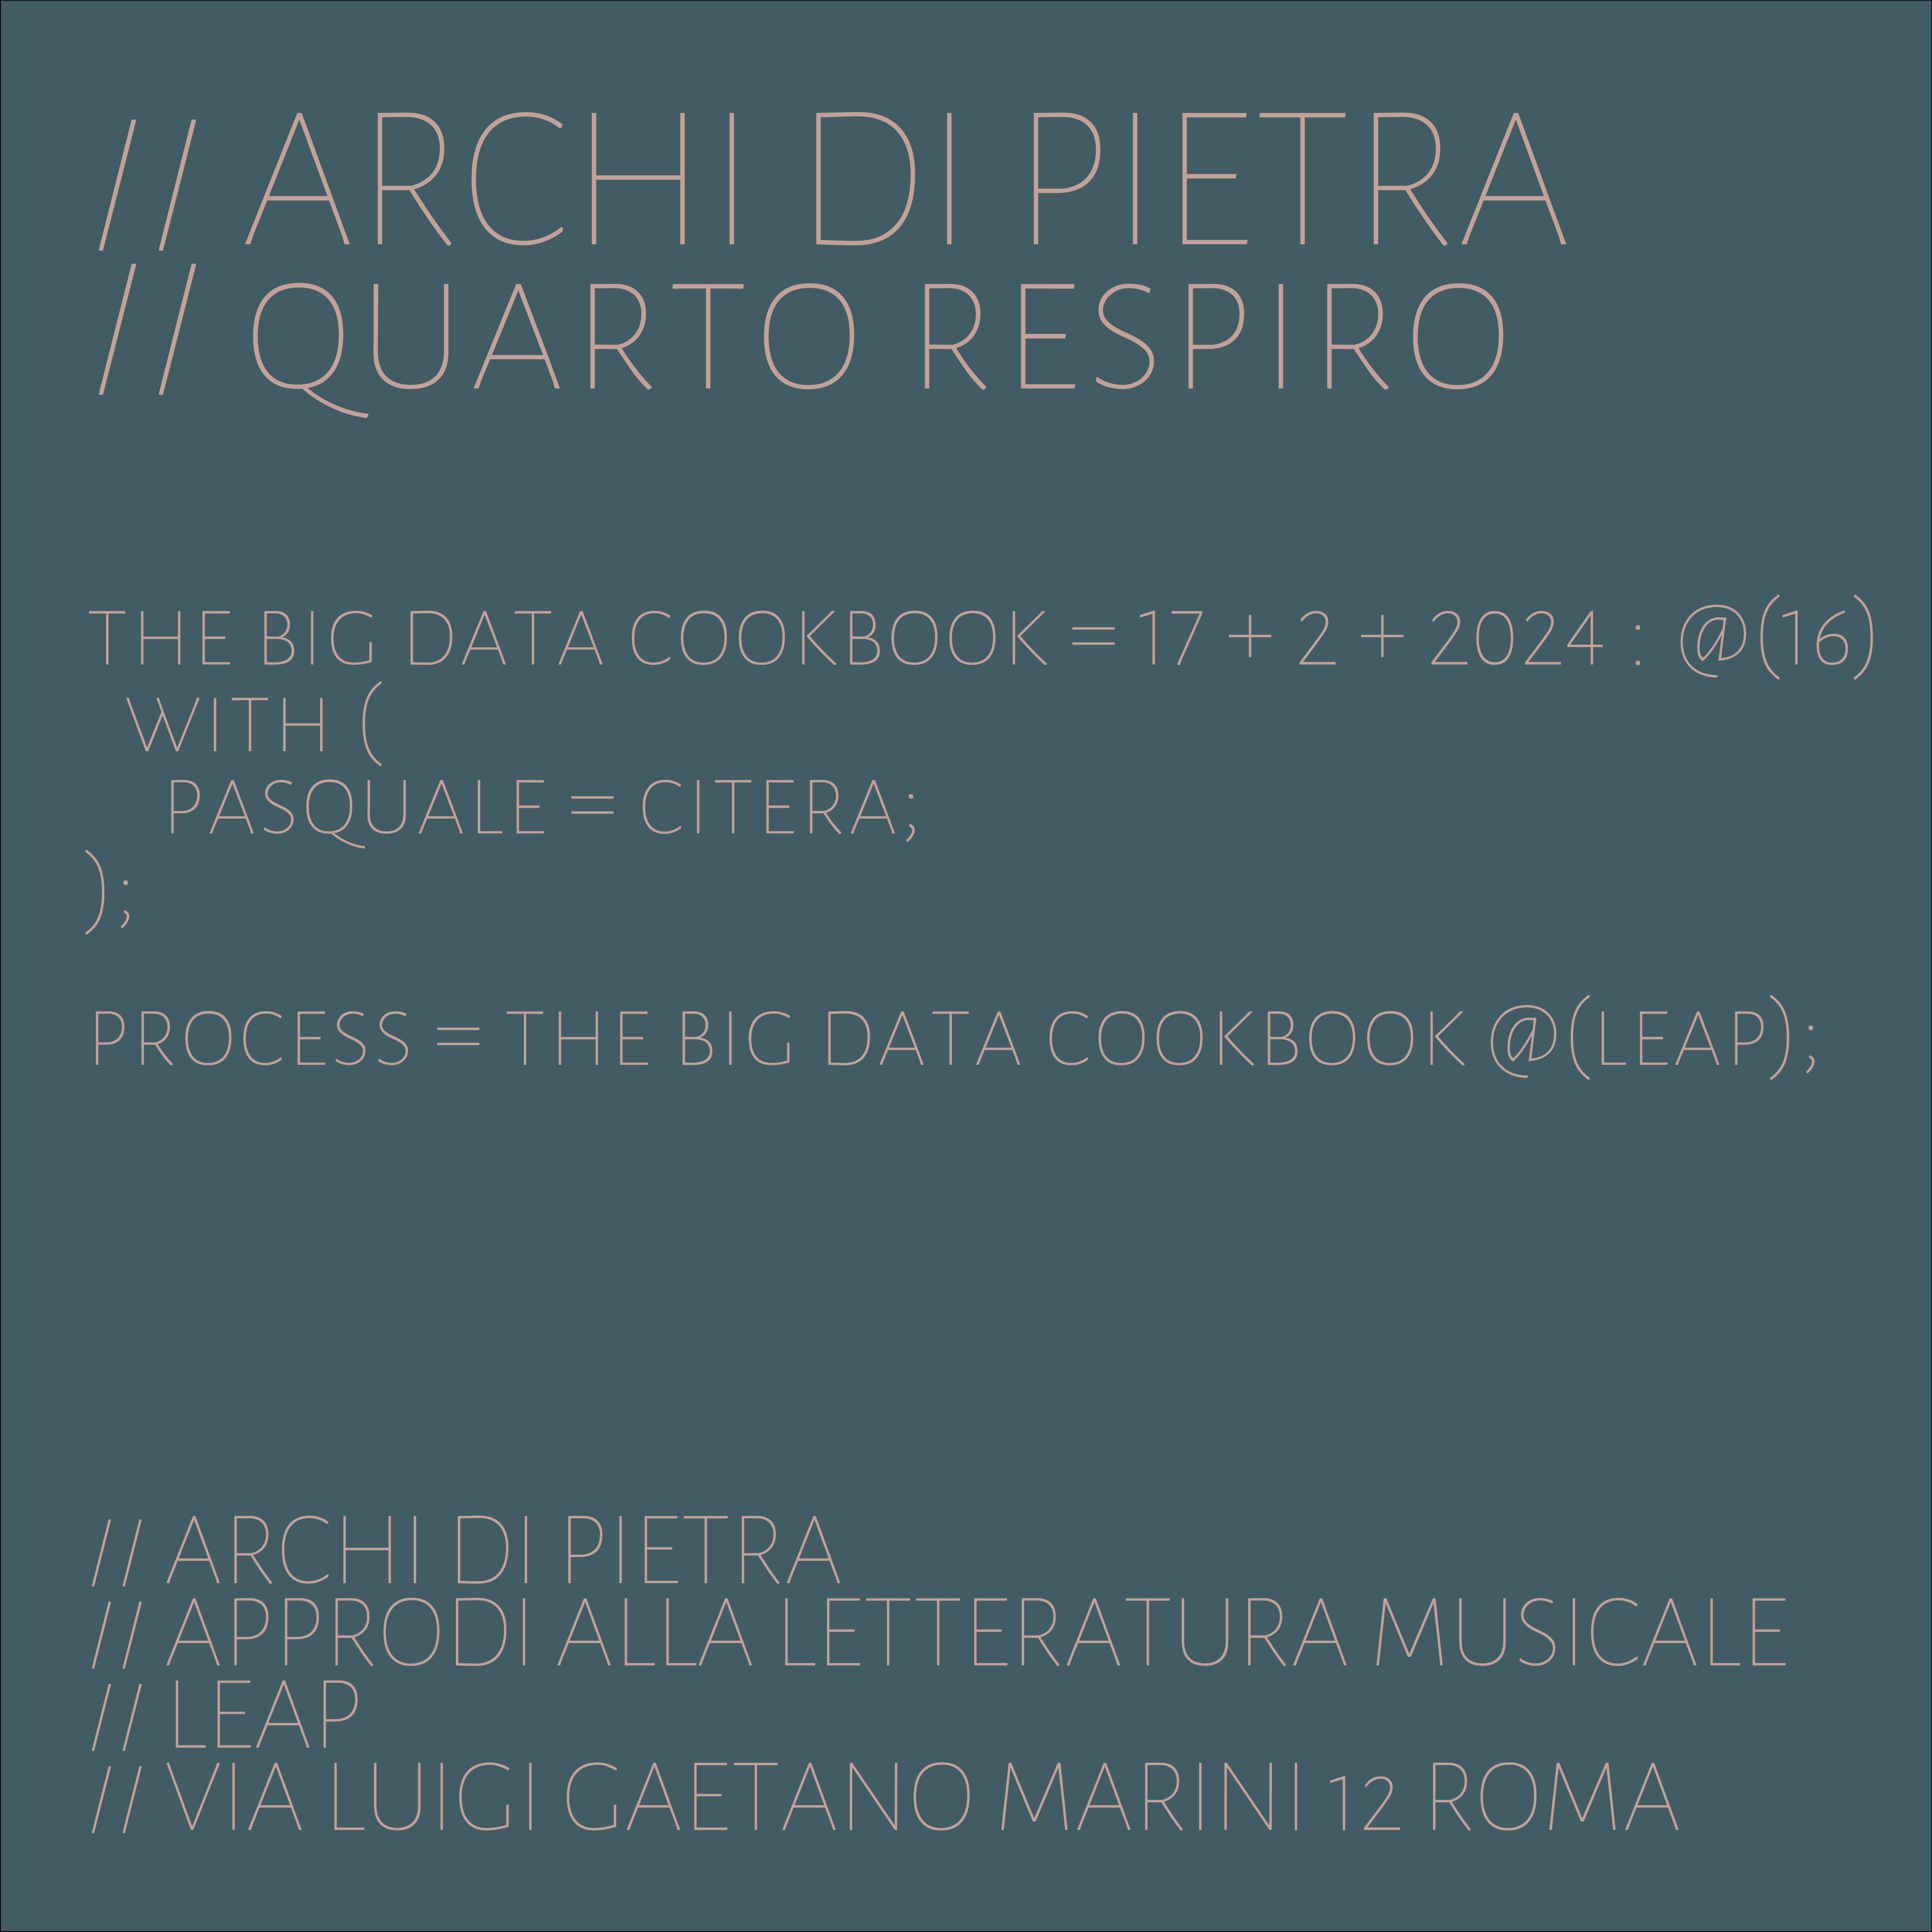 // ARCHI DI PIETRA
// QUARTO RESPIRO
THE BIG DATA COOKBOOK = 17 + 2 + 2024 : @(16)
WITH (
PASQUALE = CITERA;
);
PROCESS = THE BIG DATA COOKBOOK @(LEAP) ;
// ARCHI DI PIETRA
// APPRODI ALLA LETTERATURA MUSICALE
// LEAP
// VIA LUIGI GAETANO MARINI 12 ROMA